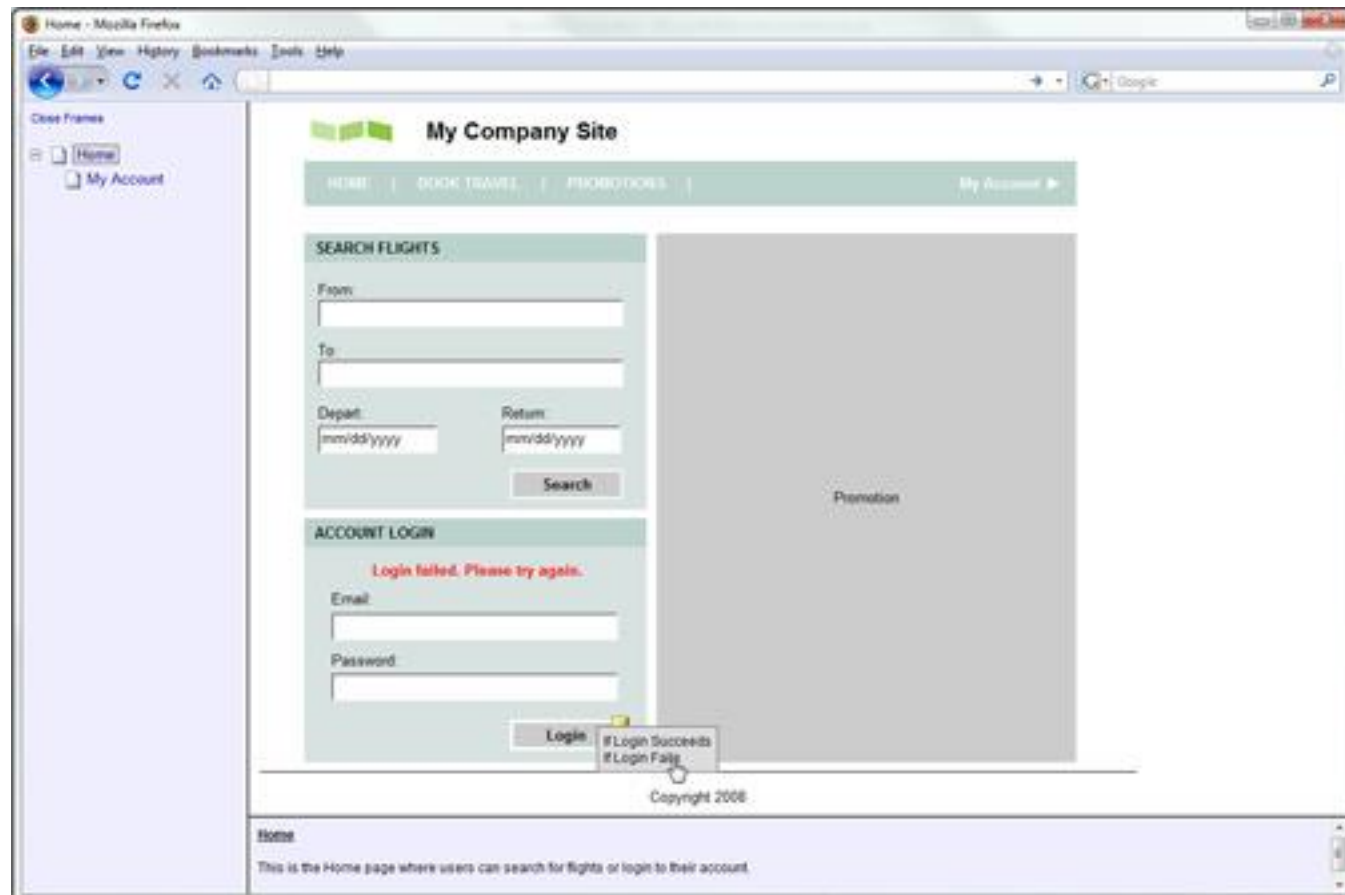 Home - Mozilla Firefox
File Edit View History Bookmarks Tools Help
Google
Close Frames
Home
My Account
My Company Site
HOME | BOOK TRAVEL | PROMOTIONS |
My Account ▶
SEARCH FLIGHTS
From:
To:
Depart: Return:
mm/dd/yyyy mm/dd/yyyy
Search
Promotion
ACCOUNT LOGIN
Login failed. Please try again.
Email:
Password:
Login
If Login Succeeds
If Login Fails
Copyright 2008
Home
This is the Home page where users can search for flights or login to their account.